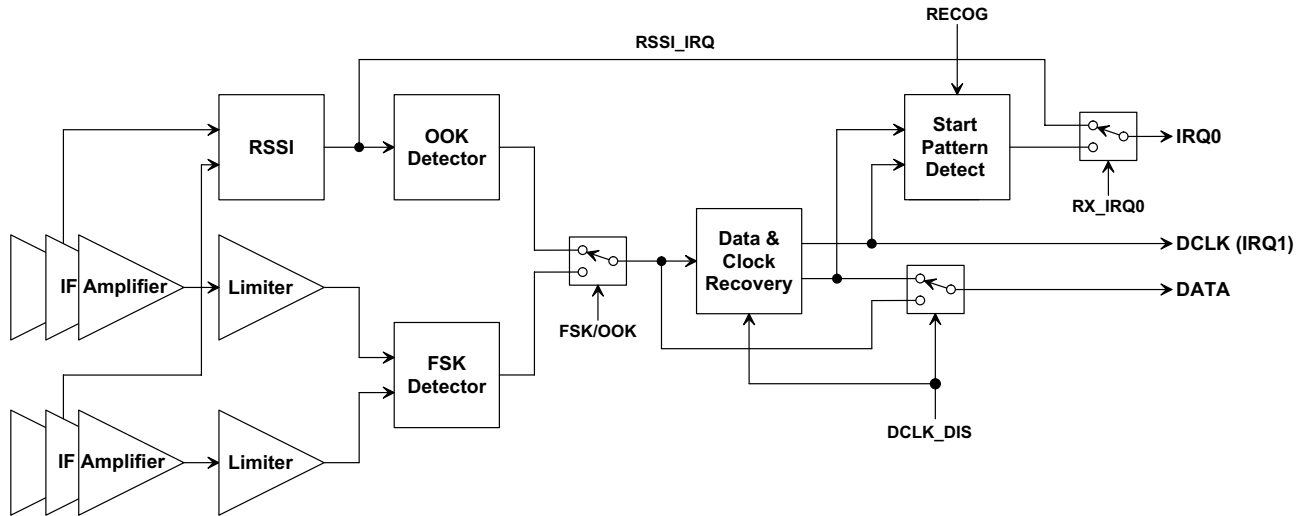 RECOG
RSSI_IRQ
RSSI
OOK
Detector
Start
Pattern
Detect
IRQ0
RX_IRQ0
IF Amplifier
Limiter
Data &
Clock
Recovery
DCLK (IRQ1)
DATA
FSK/OOK
FSK
Detector
DCLK_DIS
IF Amplifier
Limiter